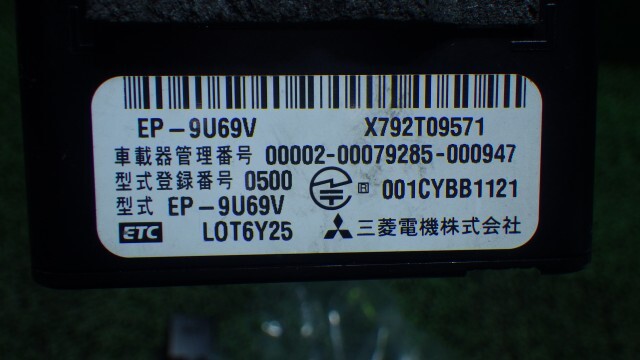 EP-9U69V X792T09571
車載器管理番号 00002-00079285-000947
型式登録番号 0500 R 001CYBB1121
型式 EP-9U69V
ETC LOT6Y25 三菱電機株式会社